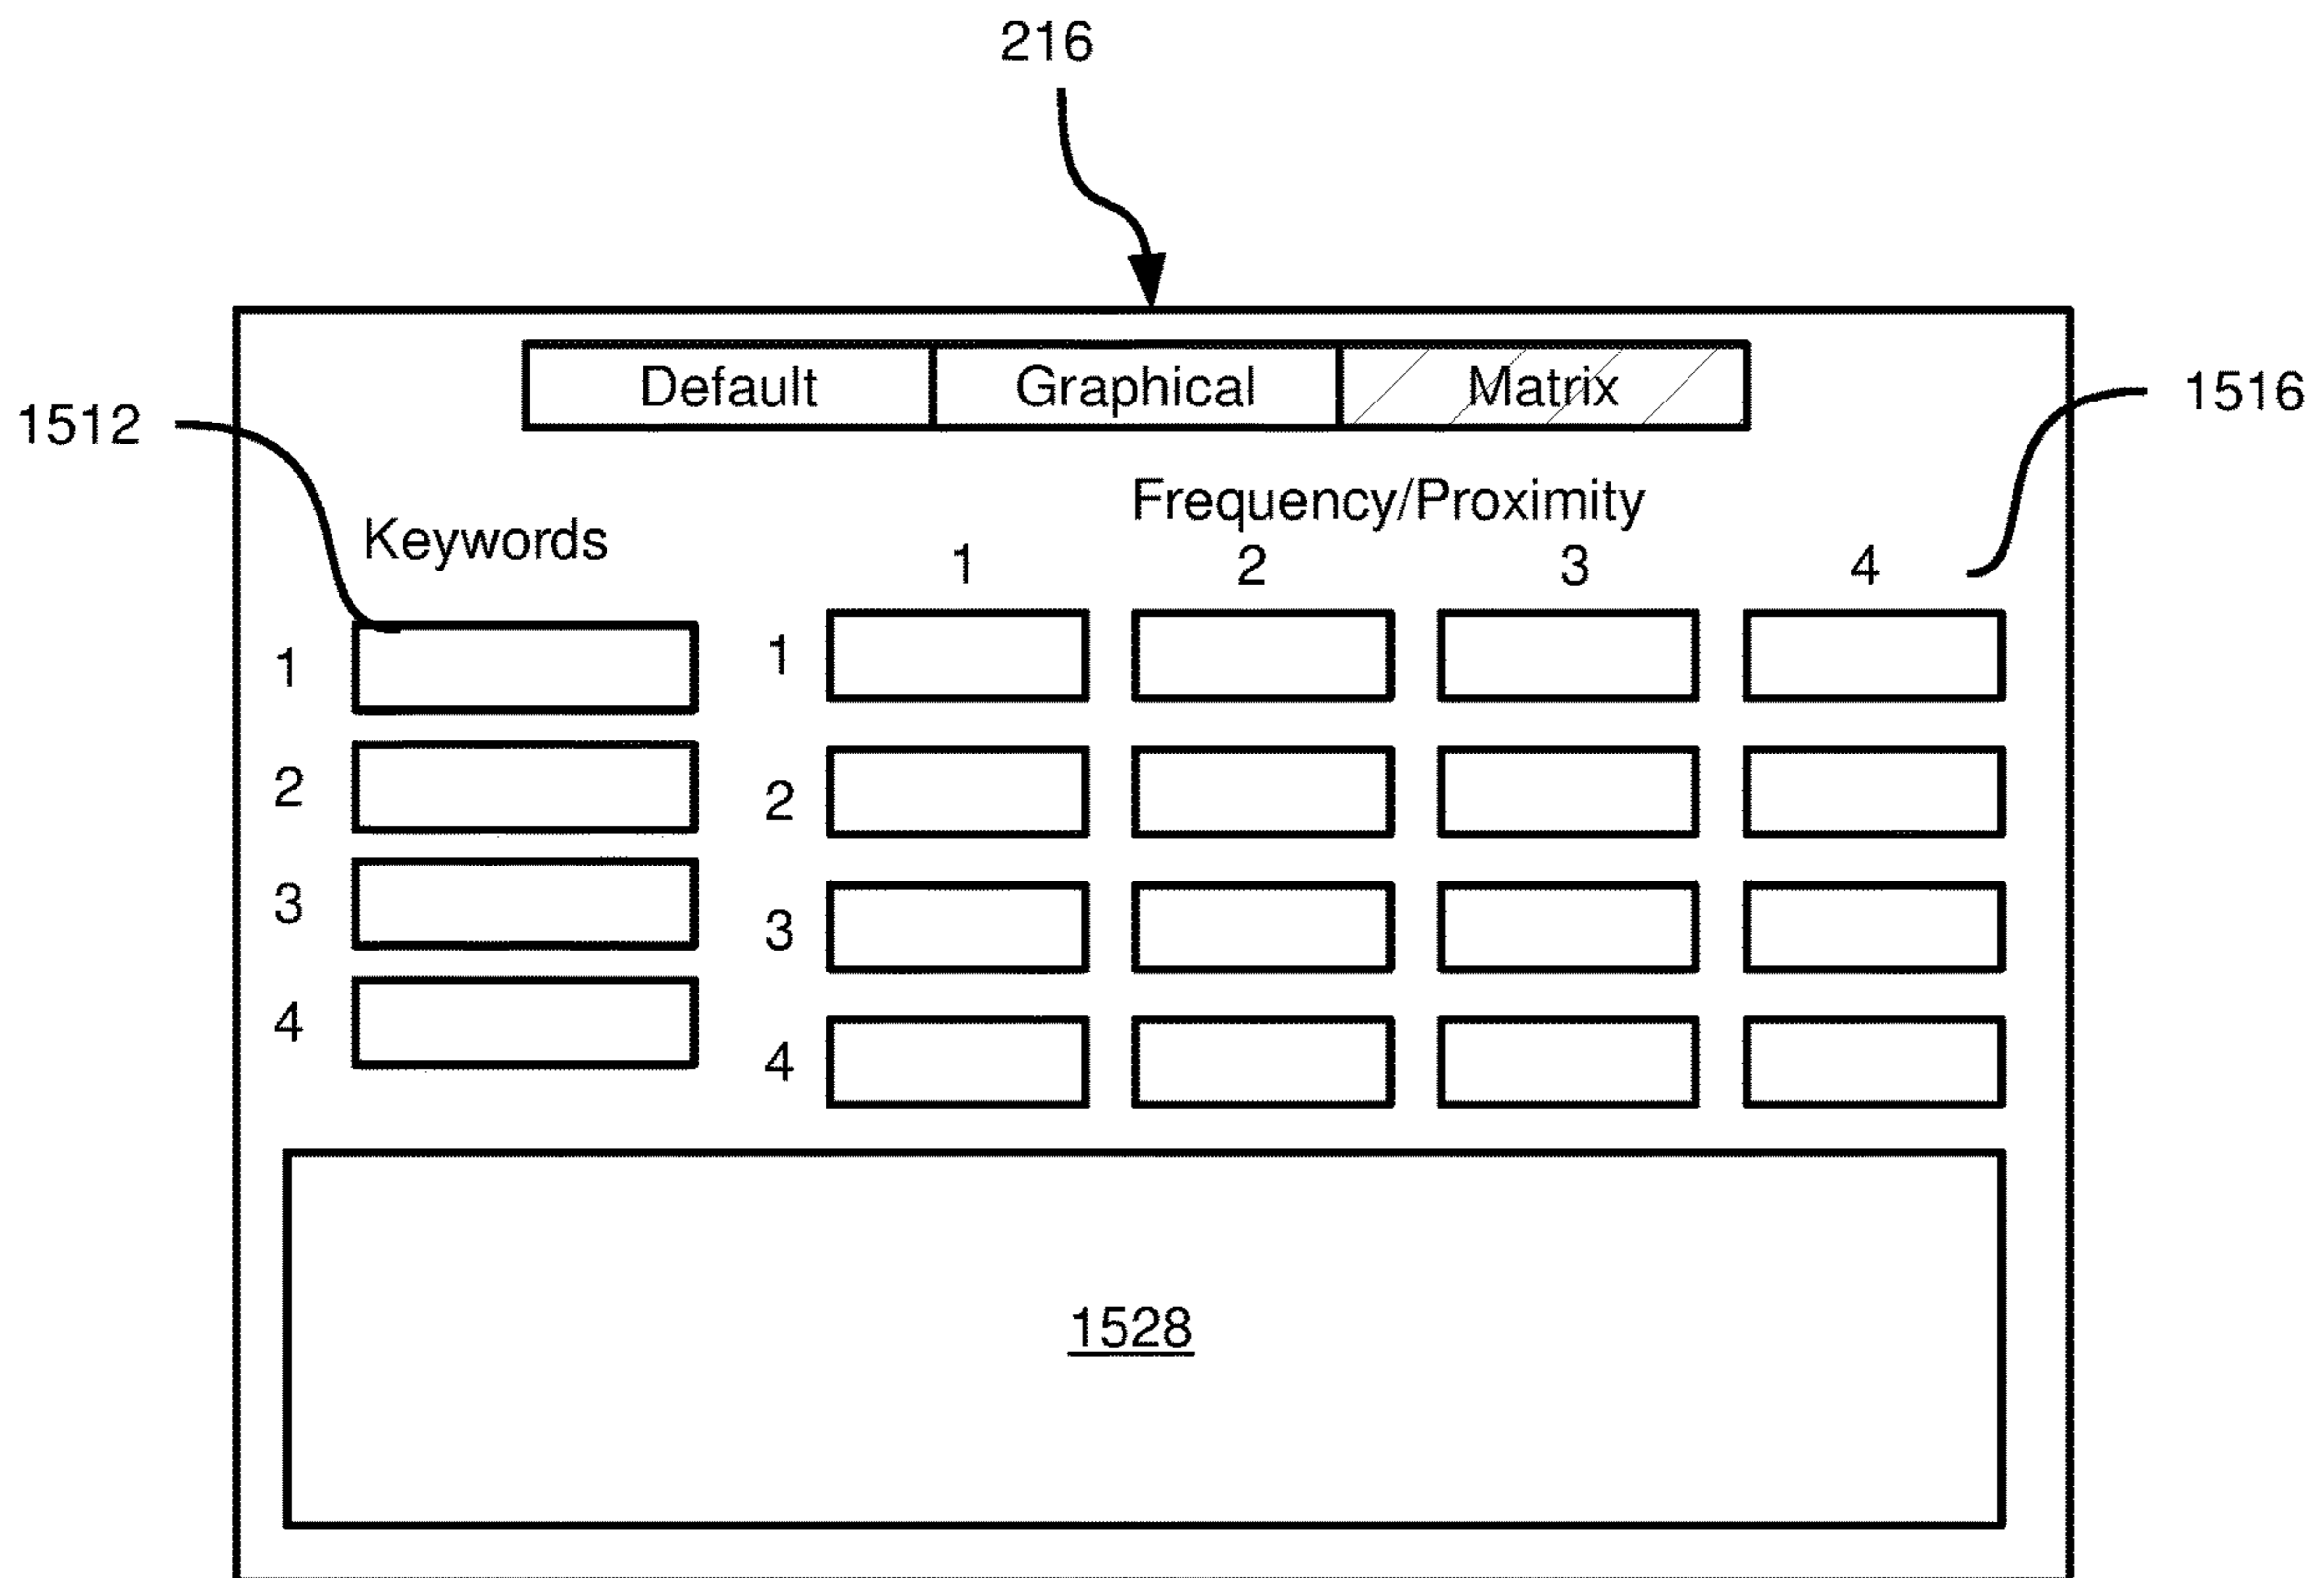 216
Default Graphical Matrix
1512
1516
Frequency/Proximity
Keywords
1 2 3 4
1 1
2 2
3 3
4 4
1528